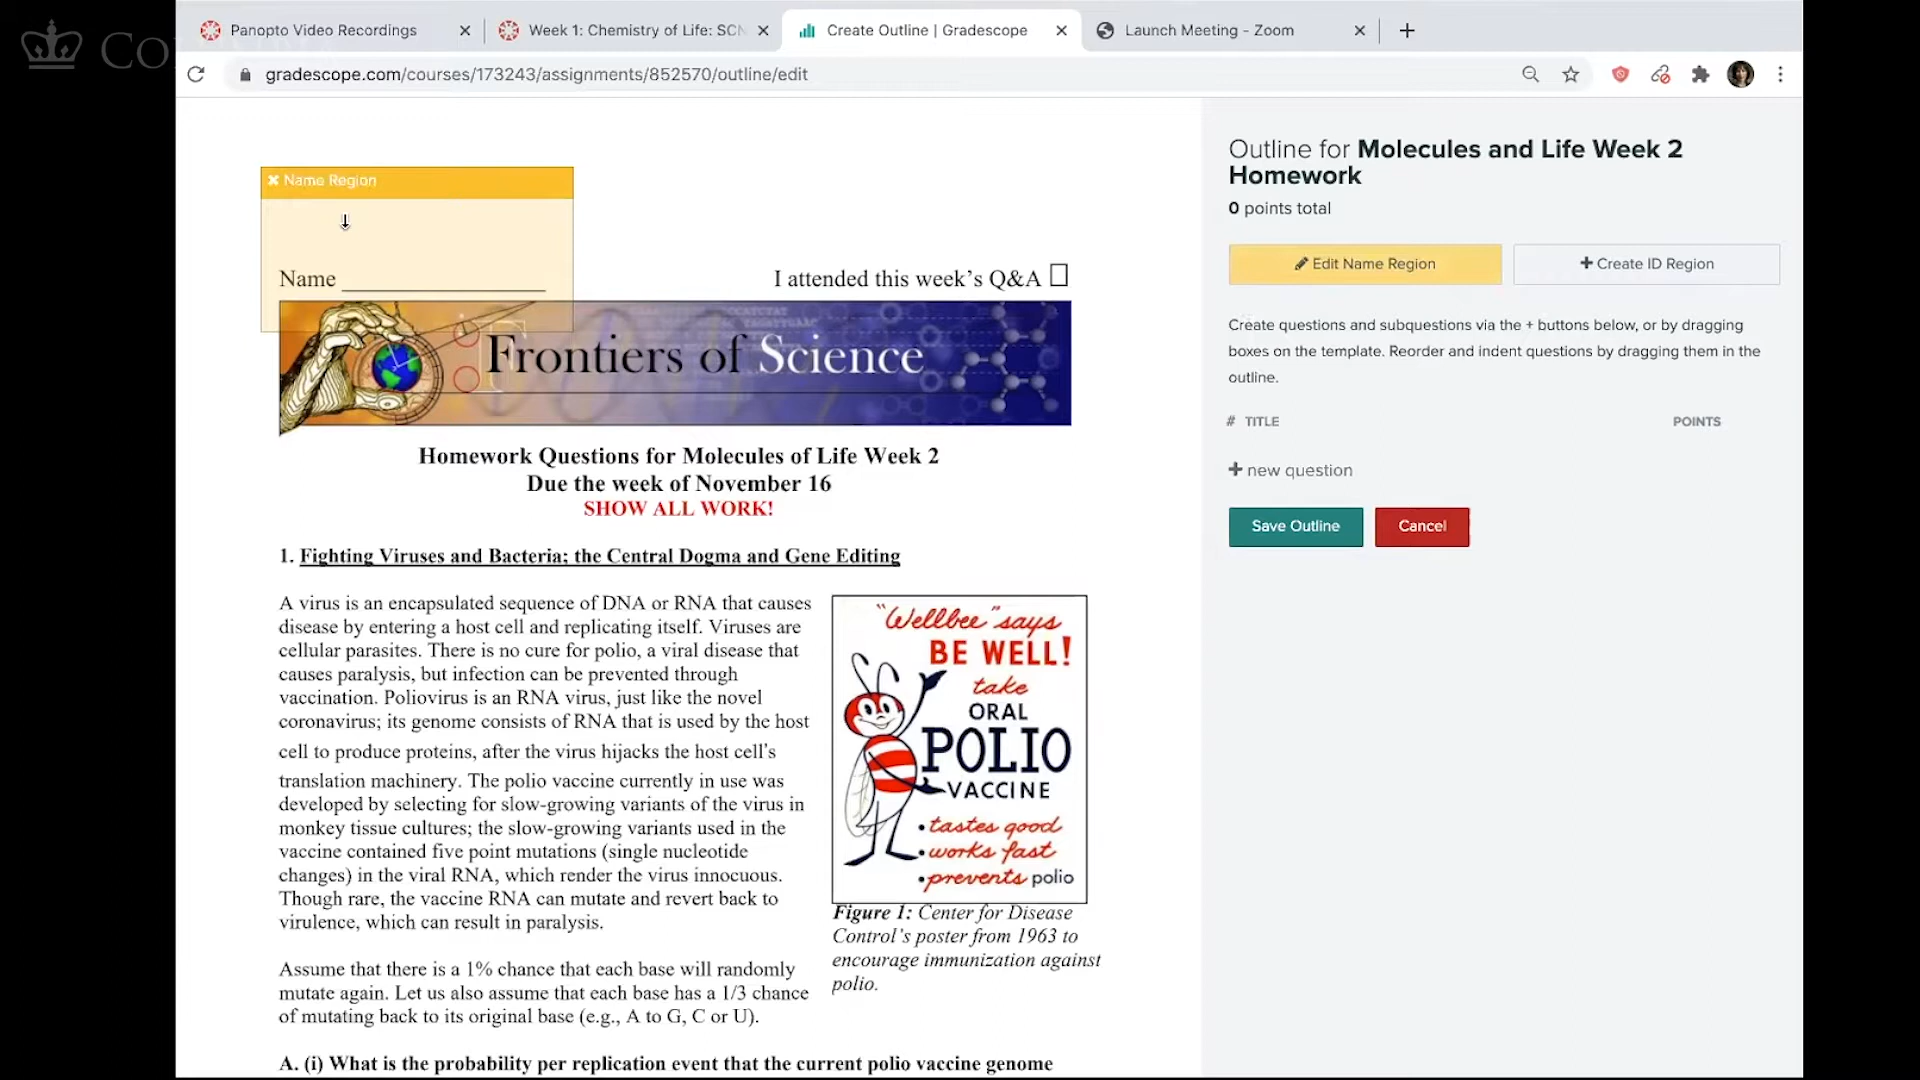 Panopto Video Recordings
Week 1: Chemistry of Life: SCN
Create Outline | Gradescope
Launch Meeting - Zoom
gradescope.com/courses/173243/assignments/852570/outline/edit
Name Region
Name
I attended this week's Q&A
Frontiers of Science
Homework Questions for Molecules of Life Week 2
Due the week of November 16
SHOW ALL WORK!
1. Fighting Viruses and Bacteria; the Central Dogma and Gene Editing
A virus is an encapsulated sequence of DNA or RNA that causes
disease by entering a host cell and replicating itself. Viruses are
cellular parasites. There is no cure for polio, a viral disease that
causes paralysis, but infection can be prevented through
vaccination. Poliovirus is an RNA virus, just like the novel
coronavirus; its genome consists of RNA that is used by the host
cell to produce proteins, after the virus hijacks the host cell's
translation machinery. The polio vaccine currently in use was
developed by selecting for slow-growing variants of the virus in
monkey tissue cultures; the slow-growing variants used in the
vaccine contained five point mutations (single nucleotide
changes) in the viral RNA, which render the virus innocuous.
Though rare, the vaccine RNA can mutate and revert back to
virulence, which can result in paralysis.
"Wellbee" says
BE WELL!
take
ORAL
POLIO
VACCINE
• tastes good
• works fast
• prevents polio
Figure 1: Center for Disease
Control's poster from 1963 to
encourage immunization against
polio.
Assume that there is a 1% chance that each base will randomly
mutate again. Let us also assume that each base has a 1/3 chance
of mutating back to its original base (e.g., A to G, C or U).
A. (i) What is the probability per replication event that the current polio vaccine genome
Outline for Molecules and Life Week 2
Homework
0 points total
Edit Name Region
+ Create ID Region
Create questions and subquestions via the + buttons below, or by dragging
boxes on the template. Reorder and indent questions by dragging them in the
outline.
# TITLE
POINTS
+ new question
Save Outline
Cancel